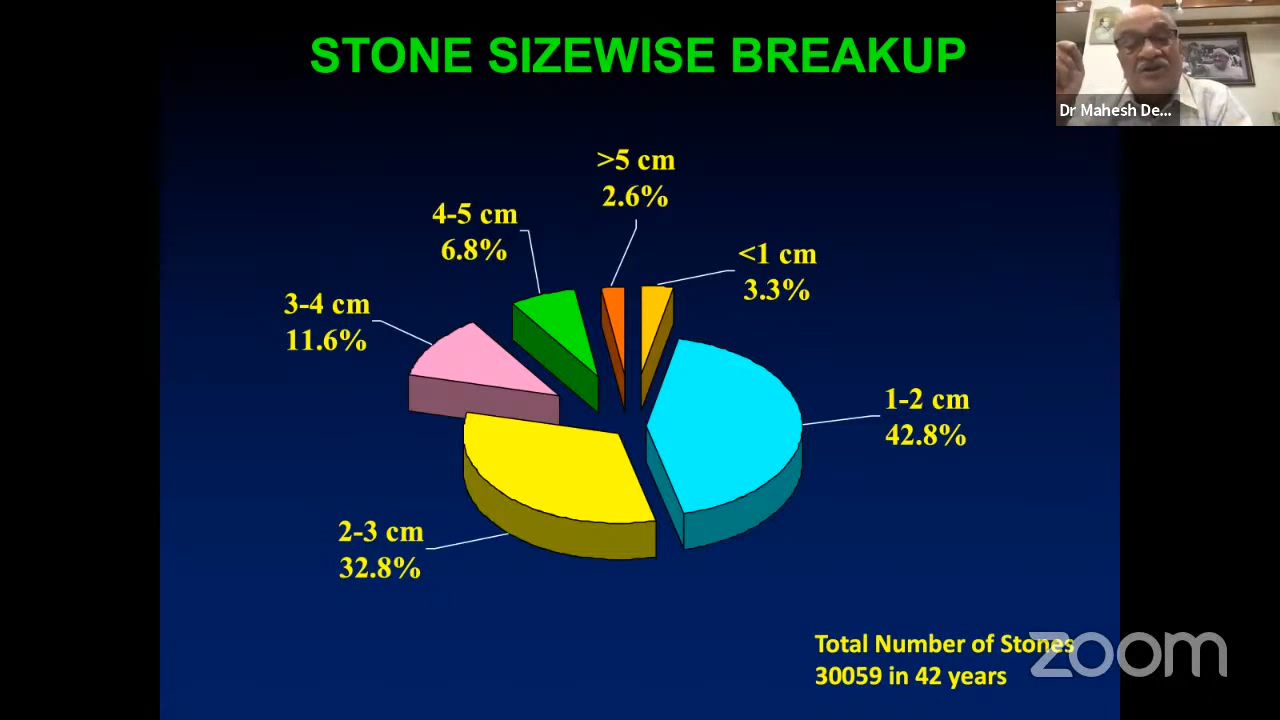 STONE SIZEWISE BREAKUP
Dr Mahesh De...
>5 cm
2.6%
4-5 cm
6.8%
<1 cm
3.3%
3-4 cm
11.6%
1-2 cm
42.8%
2-3 cm
32.8%
Total Number of Stones
30059 in 42 years
zoom